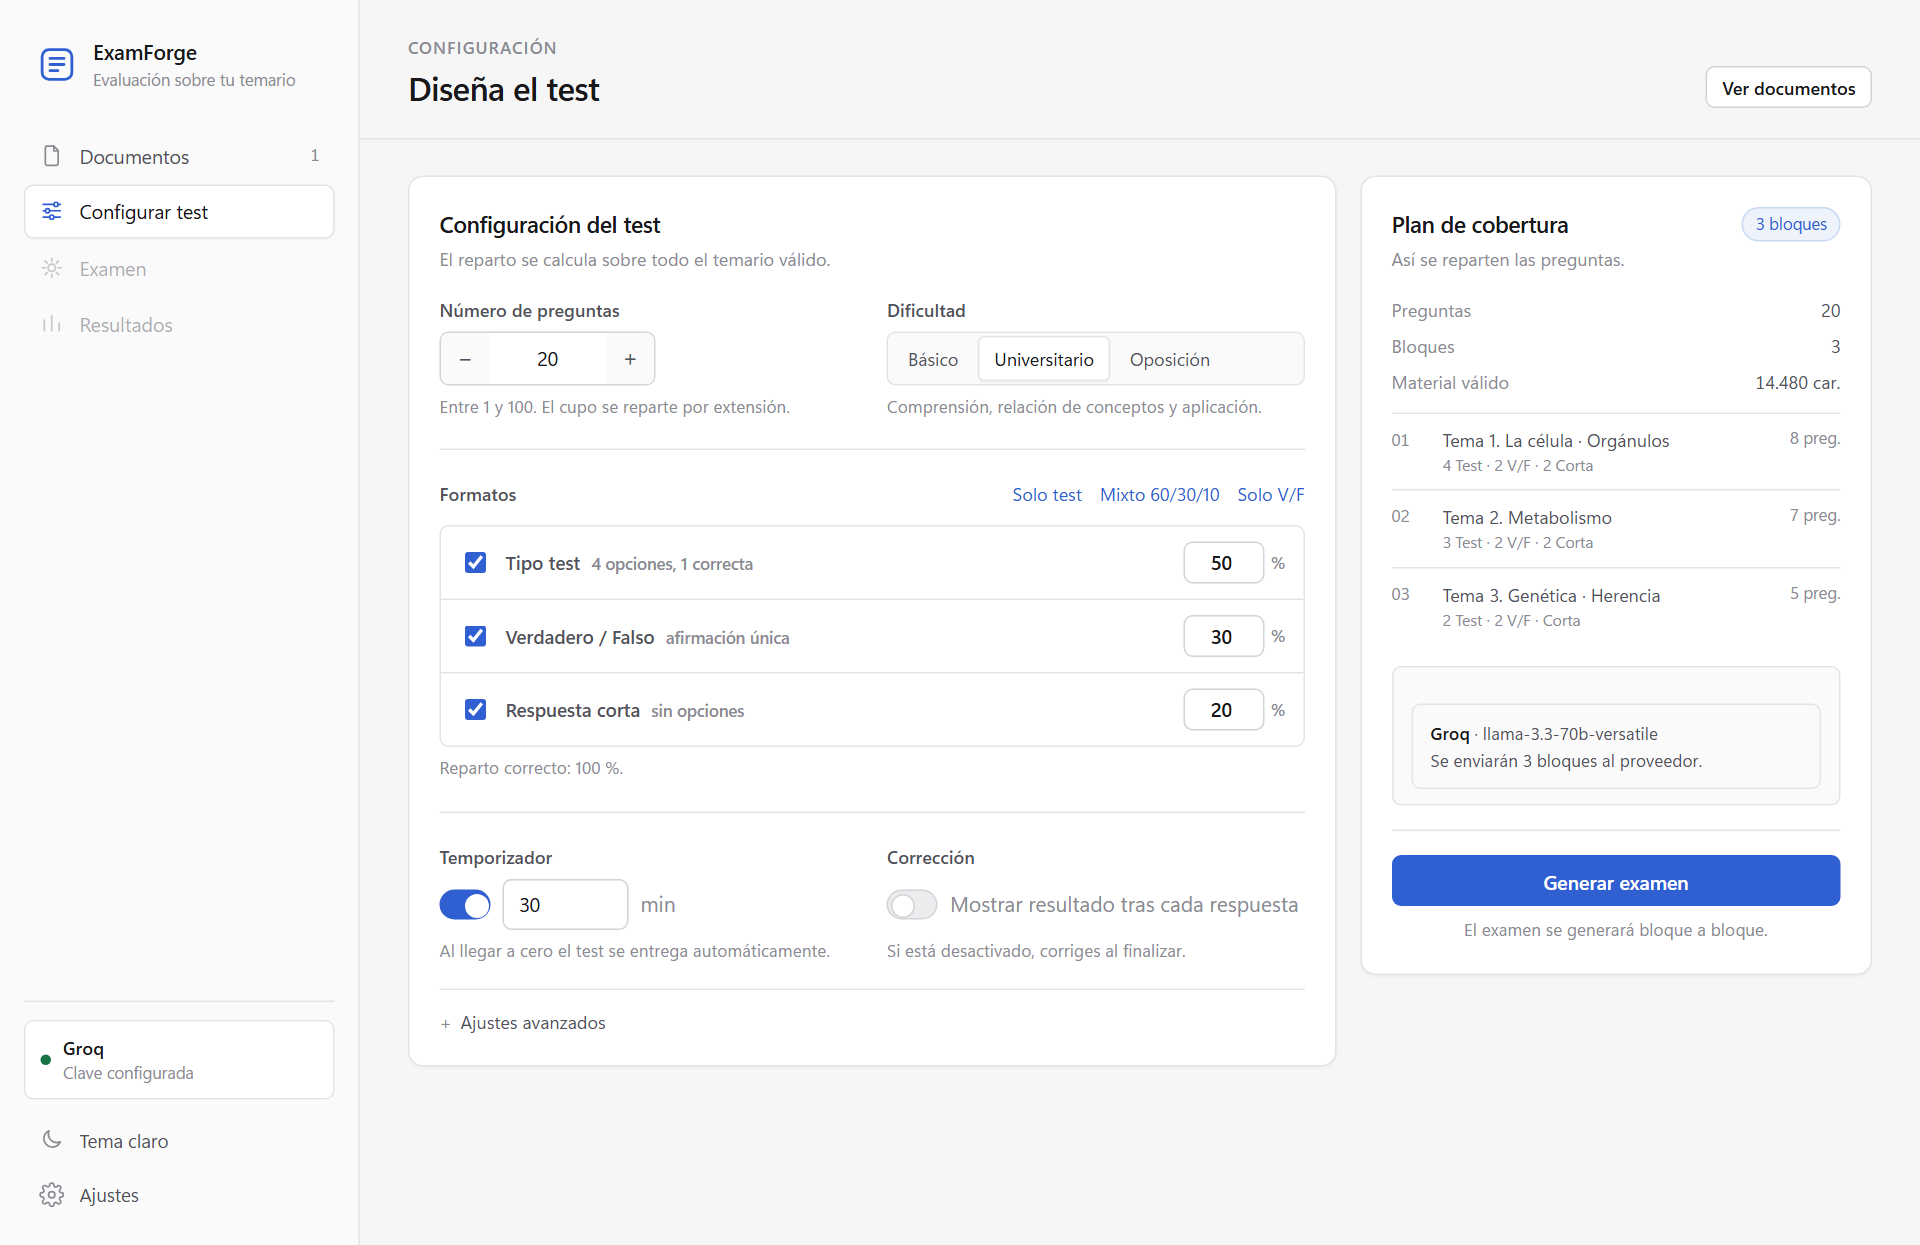 ExamForge
Evaluación sobre tu temario
Documentos 1
Configurar test
Examen
Resultados
Groq
Clave configurada
Tema claro
Ajustes
CONFIGURACIÓN
Diseña el test
Ver documentos
Configuración del test
El reparto se calcula sobre todo el temario válido.
Número de preguntas
− 20 +
Entre 1 y 100. El cupo se reparte por extensión.
Dificultad
Básico Universitario Oposición
Comprensión, relación de conceptos y aplicación.
Formatos
Solo test Mixto 60/30/10 Solo V/F
Tipo test 4 opciones, 1 correcta 50 %
Verdadero / Falso afirmación única 30 %
Respuesta corta sin opciones 20 %
Reparto correcto: 100 %.
Temporizador
30 min
Al llegar a cero el test se entrega automáticamente.
Corrección
Mostrar resultado tras cada respuesta
Si está desactivado, corriges al finalizar.
+ Ajustes avanzados
Plan de cobertura
3 bloques
Así se reparten las preguntas.
Preguntas 20
Bloques 3
Material válido 14.480 car.
01 Tema 1. La célula · Orgánulos 8 preg.
4 Test · 2 V/F · 2 Corta
02 Tema 2. Metabolismo 7 preg.
3 Test · 2 V/F · 2 Corta
03 Tema 3. Genética · Herencia 5 preg.
2 Test · 2 V/F · Corta
Groq · llama-3.3-70b-versatile
Se enviarán 3 bloques al proveedor.
Generar examen
El examen se generará bloque a bloque.